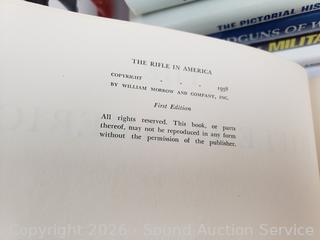 THE PICTORIAL HIS
GUNS OF W
MILITA
THE RIFLE IN AMERICA
COPYRIGHT - - - 1938
BY WILLIAM MORROW AND COMPANY, INC.
First Edition
All rights reserved. This book, or parts
thereof, may not be reproduced in any form
without the permission of the publisher.
Copyright 2026 - Sound Auction Service